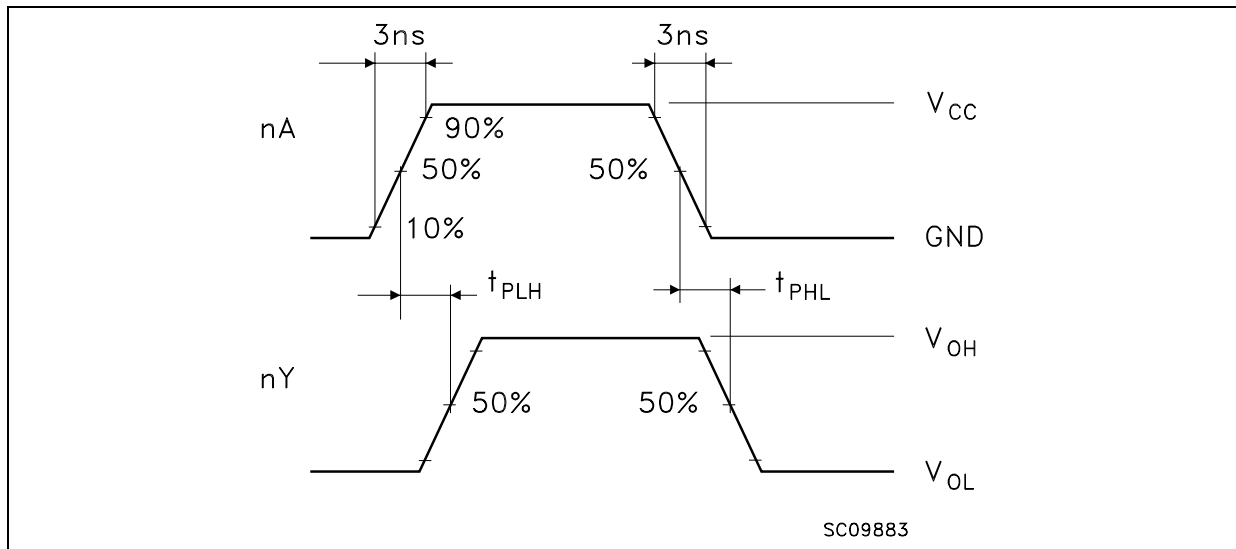 3ns 3ns
V_CC
nA
90%
50% 50%
10%
GND
t_PLH t_PHL
V_OH
nY
50% 50%
V_OL
SC09883